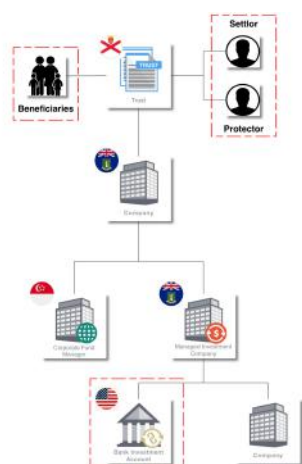 Settlor
TRUST
Beneficiaries
Trust
Protector
Company
Corporate Fund
Manager
Managed Investment
Company
Bank Investment
Account
Company